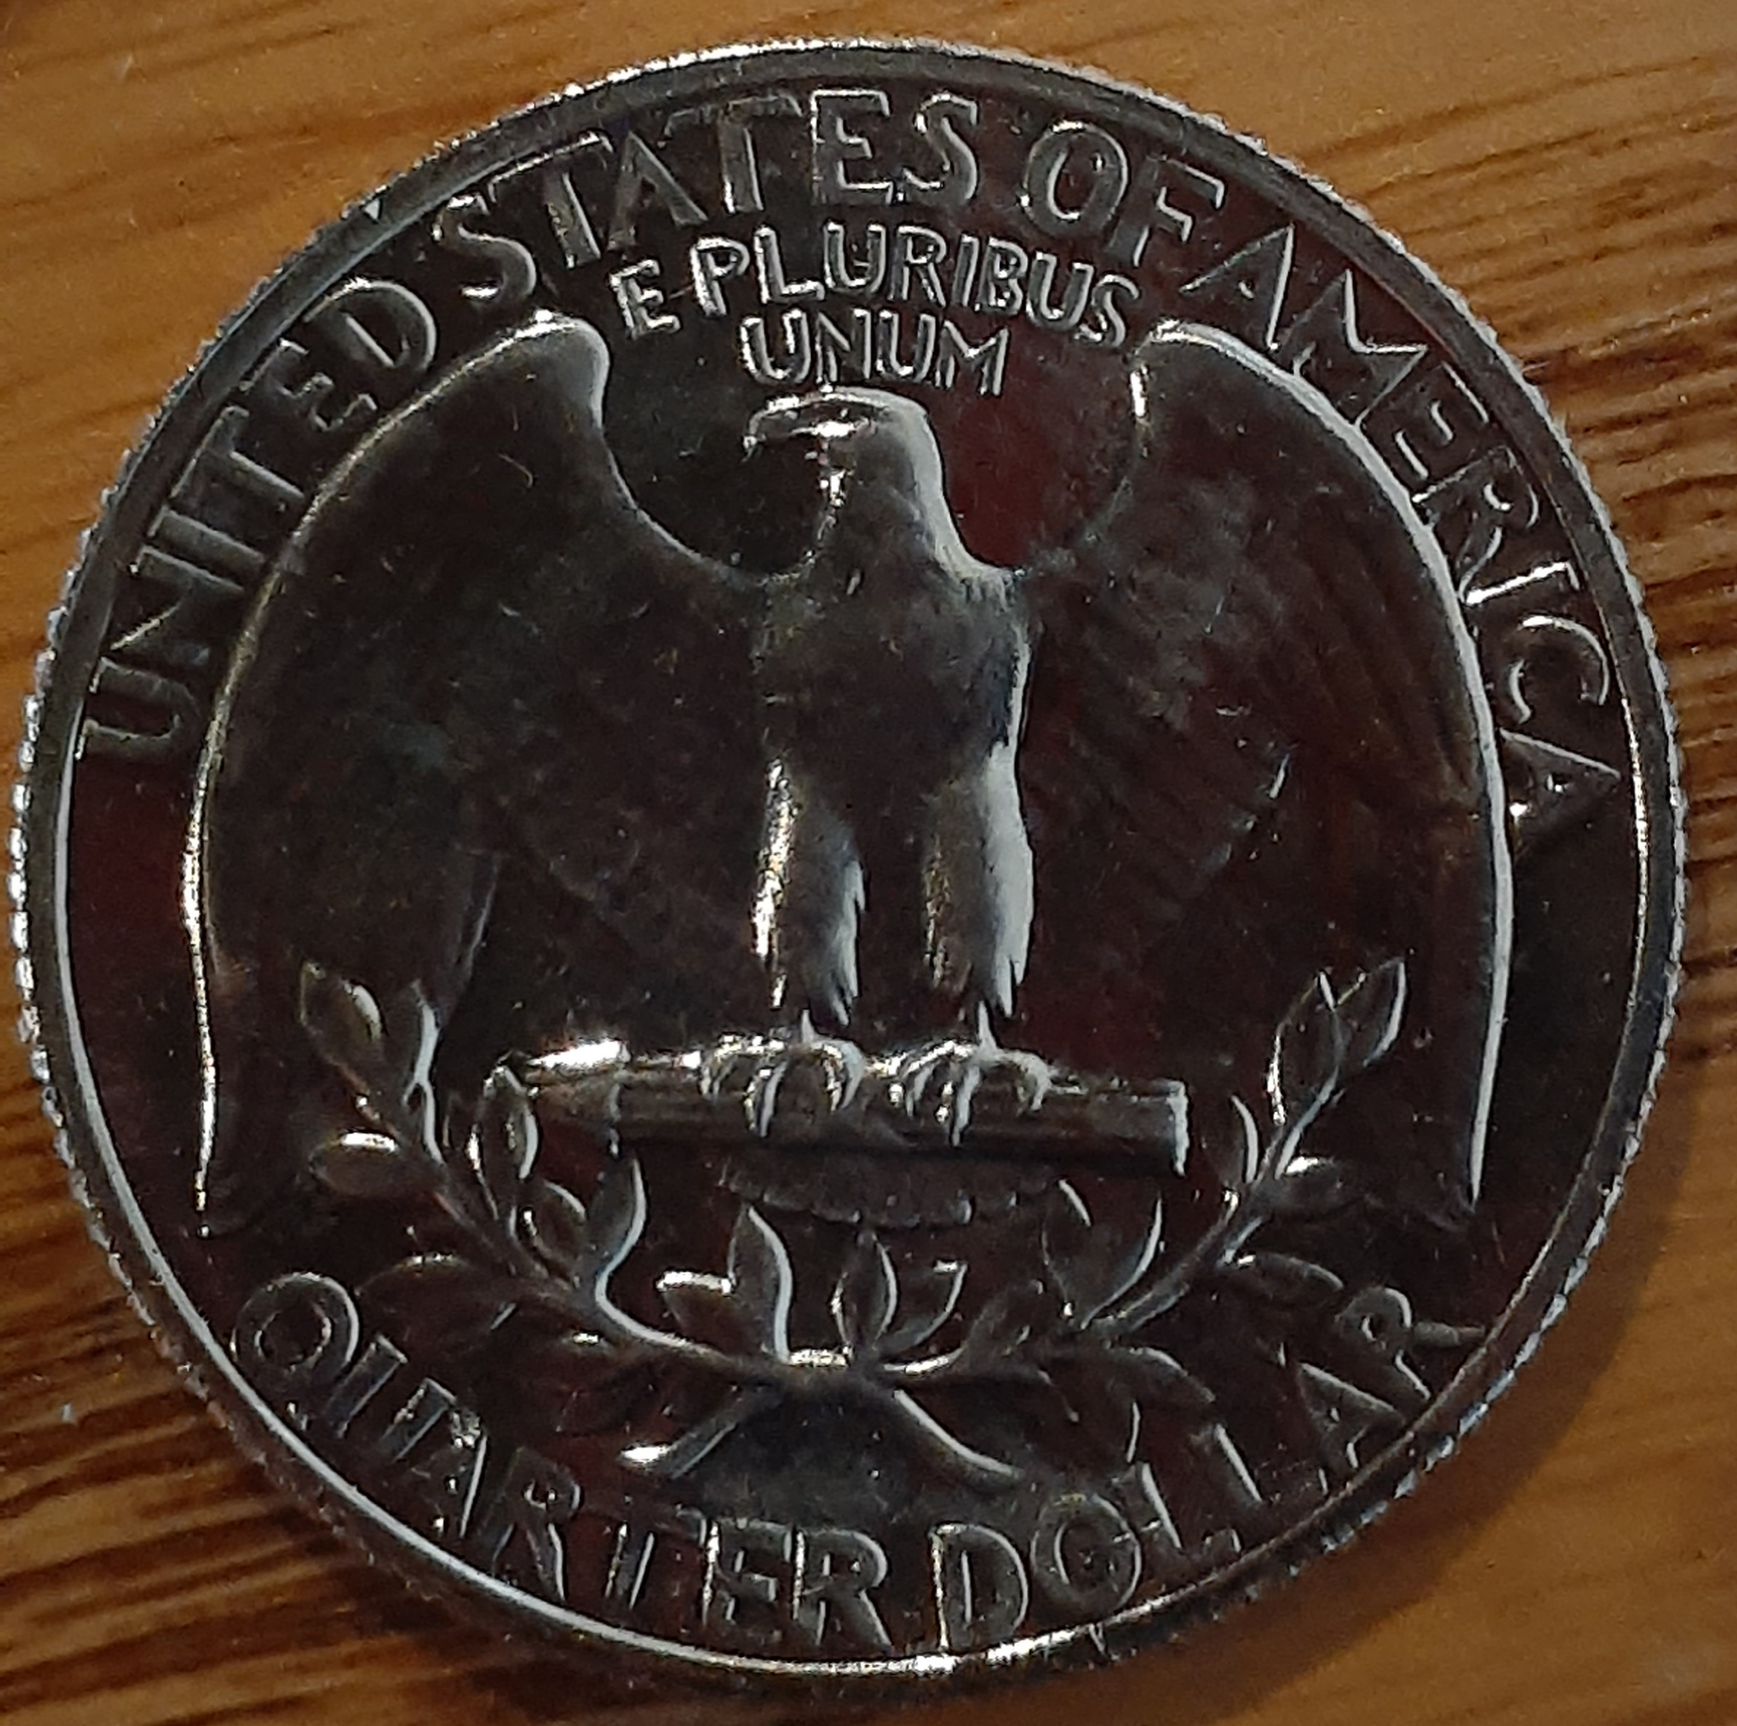 UNITED STATES OF AMERICA
E PLURIBUS
UNUM
QUARTER DOLLAR